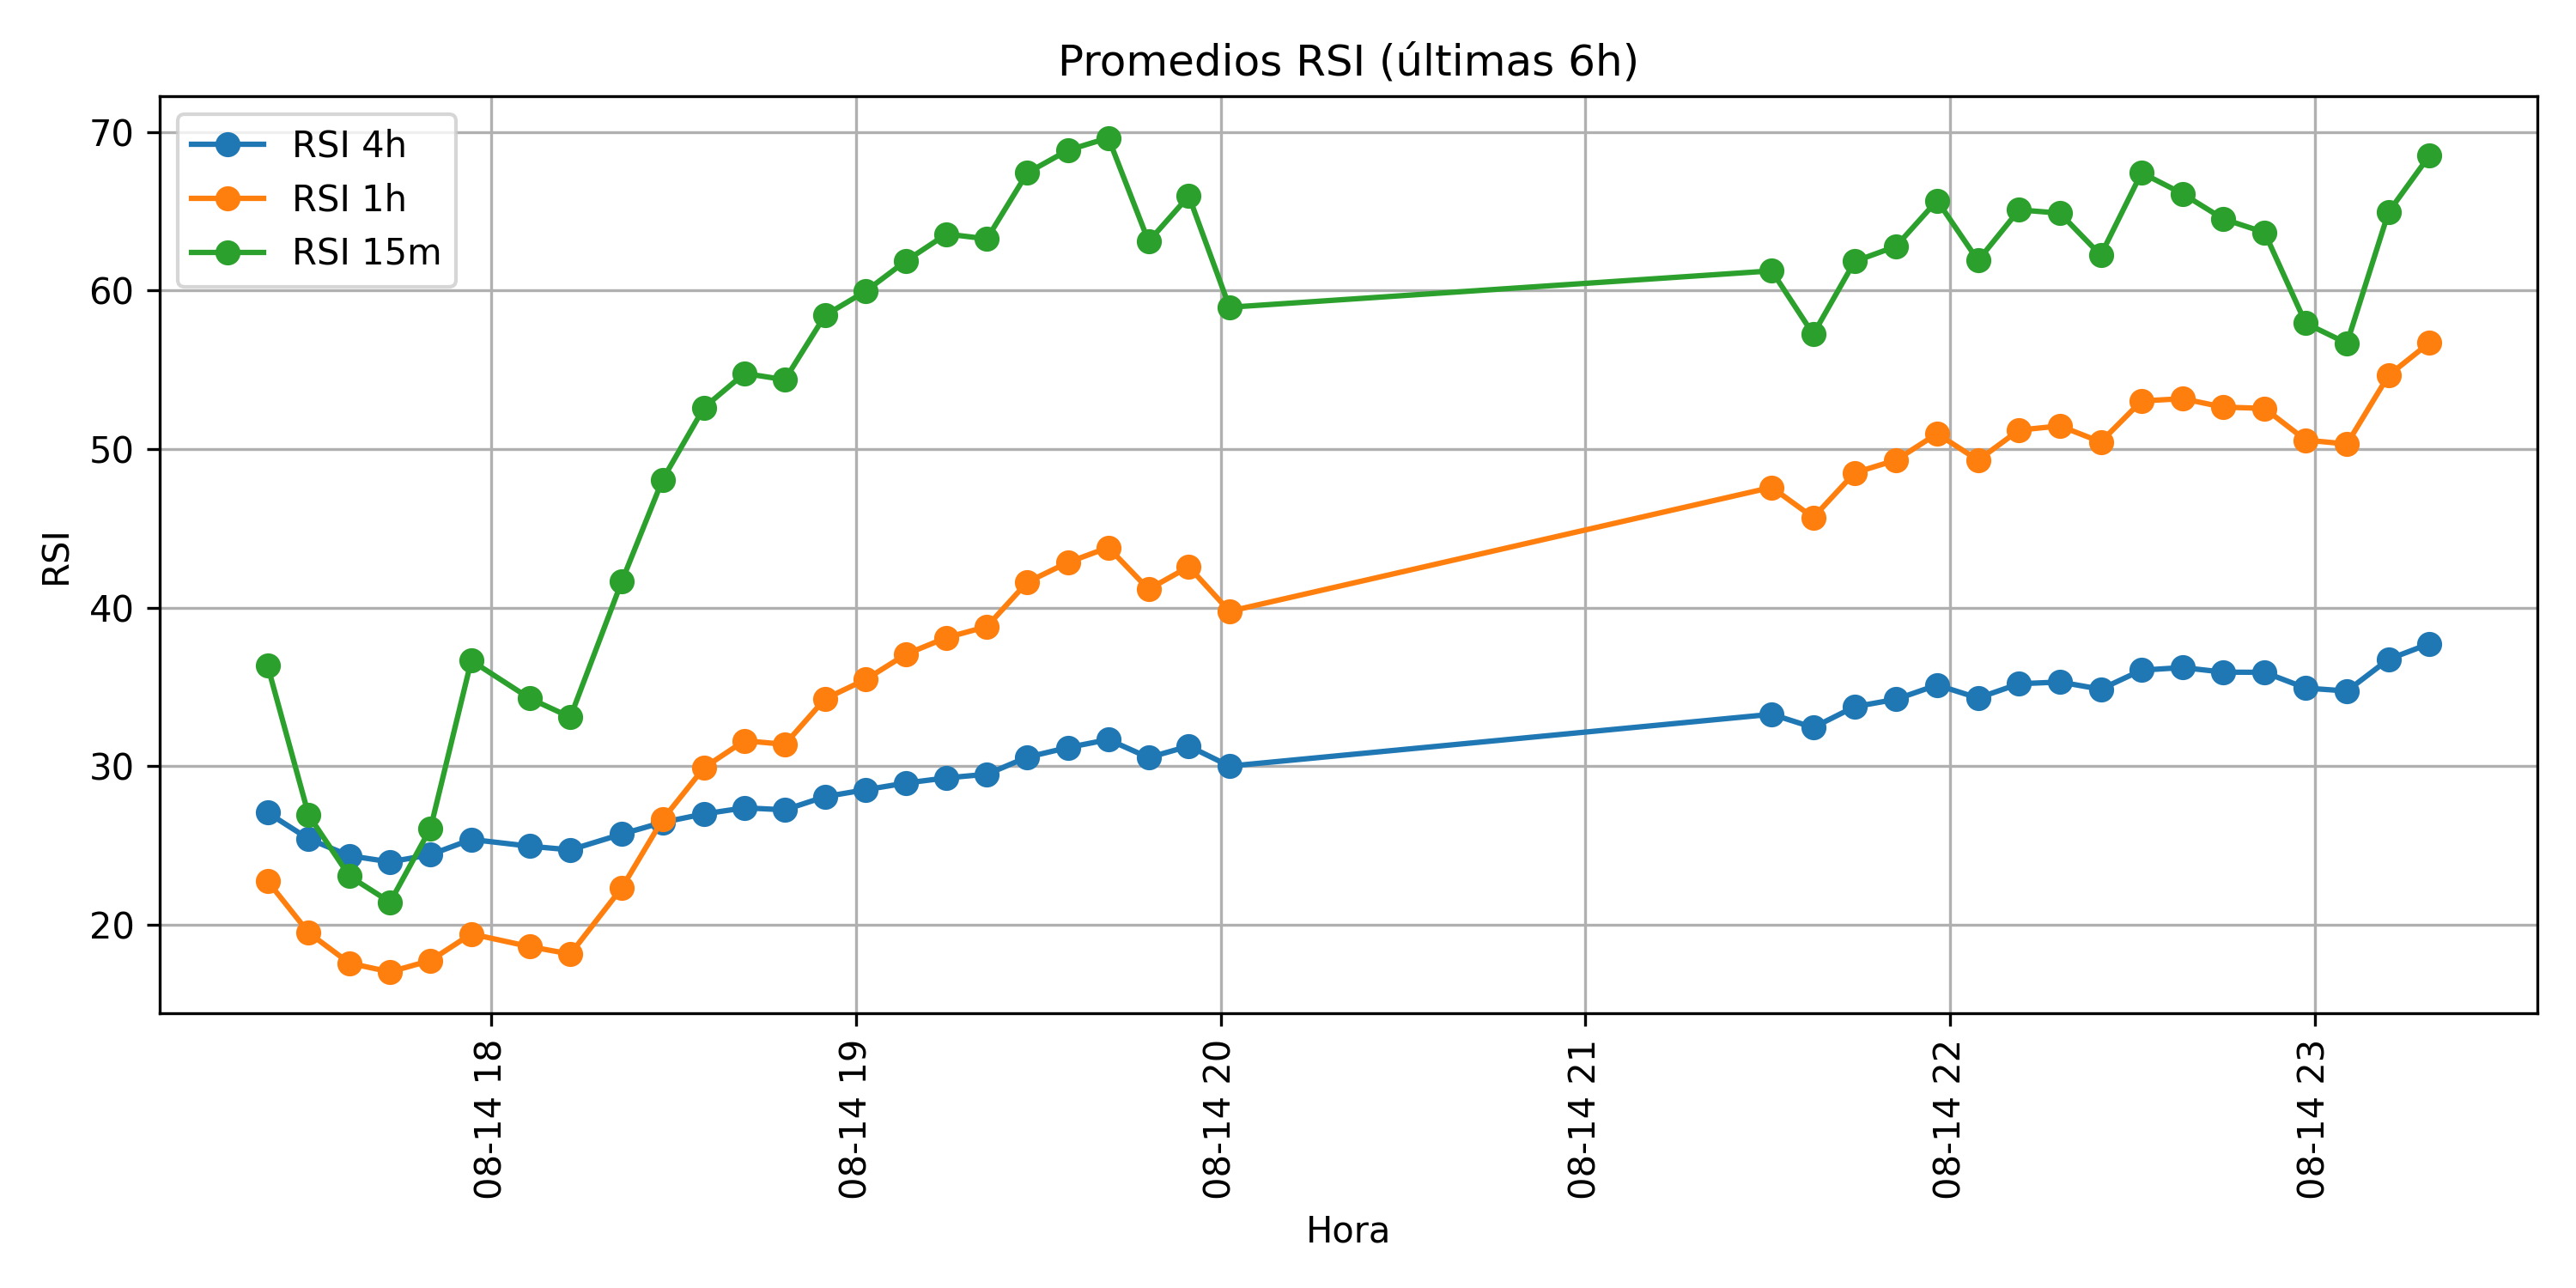 Promedios RSI (últimas 6h)
RSI 4h
RSI 1h
RSI 15m
70
60
50
40
30
20
RSI
08-14 18
08-14 19
08-14 20
08-14 21
08-14 22
08-14 23
Hora